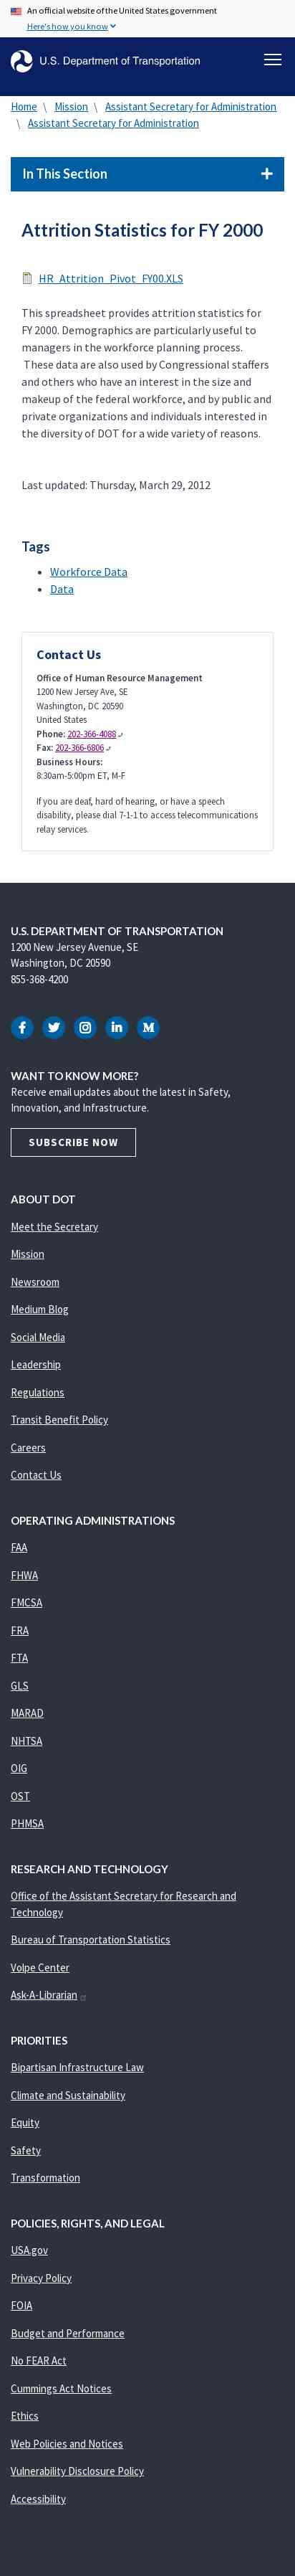 An official website of the United States government
Here's how you know
U.S. Department of Transportation
Home \ Mission \ Assistant Secretary for Administration
\ Assistant Secretary for Administration
In This Section
Attrition Statistics for FY 2000
HR_Attrition_Pivot_FY00.XLS
This spreadsheet provides attrition statistics for
FY 2000. Demographics are particularly useful to
managers in the workforce planning process.
These data are also used by Congressional staffers
and others who have an interest in the size and
makeup of the federal workforce, and by public and
private organizations and individuals interested in
the diversity of DOT for a wide variety of reasons.
Last updated: Thursday, March 29, 2012
Tags
Workforce Data
Data
Contact Us
Office of Human Resource Management
1200 New Jersey Ave, SE
Washington, DC 20590
United States
Phone: 202-366-4088
Fax: 202-366-6806
Business Hours:
8:30am-5:00pm ET, M-F
If you are deaf, hard of hearing, or have a speech
disability, please dial 7-1-1 to access telecommunications
relay services.
U.S. DEPARTMENT OF TRANSPORTATION
1200 New Jersey Avenue, SE
Washington, DC 20590
855-368-4200
WANT TO KNOW MORE?
Receive email updates about the latest in Safety,
Innovation, and Infrastructure.
SUBSCRIBE NOW
ABOUT DOT
Meet the Secretary
Mission
Newsroom
Medium Blog
Social Media
Leadership
Regulations
Transit Benefit Policy
Careers
Contact Us
OPERATING ADMINISTRATIONS
FAA
FHWA
FMCSA
FRA
FTA
GLS
MARAD
NHTSA
OIG
OST
PHMSA
RESEARCH AND TECHNOLOGY
Office of the Assistant Secretary for Research and
Technology
Bureau of Transportation Statistics
Volpe Center
Ask-A-Librarian
PRIORITIES
Bipartisan Infrastructure Law
Climate and Sustainability
Equity
Safety
Transformation
POLICIES, RIGHTS, AND LEGAL
USA.gov
Privacy Policy
FOIA
Budget and Performance
No FEAR Act
Cummings Act Notices
Ethics
Web Policies and Notices
Vulnerability Disclosure Policy
Accessibility